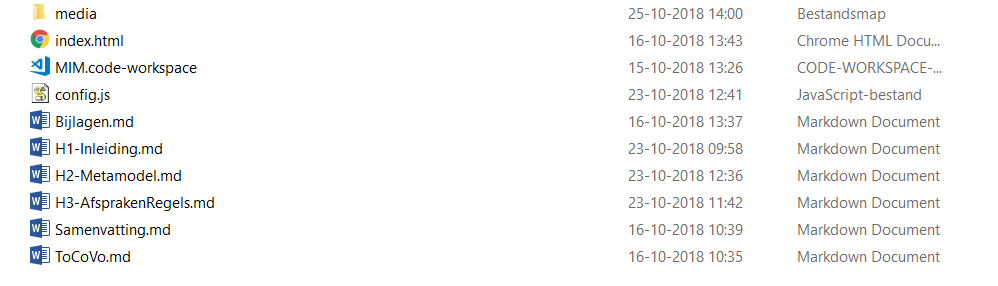 media 25-10-2018 14:00 Bestandsmap
index.html 16-10-2018 13:43 Chrome HTML Docu...
MIM.code-workspace 15-10-2018 13:26 CODE-WORKSPACE-...
config.js 23-10-2018 12:41 JavaScript-bestand
Bijlagen.md 16-10-2018 13:37 Markdown Document
H1-Inleiding.md 23-10-2018 09:58 Markdown Document
H2-Metamodel.md 23-10-2018 12:36 Markdown Document
H3-AfsprakenRegels.md 23-10-2018 11:42 Markdown Document
Samenvatting.md 16-10-2018 10:39 Markdown Document
ToCoVo.md 16-10-2018 10:35 Markdown Document